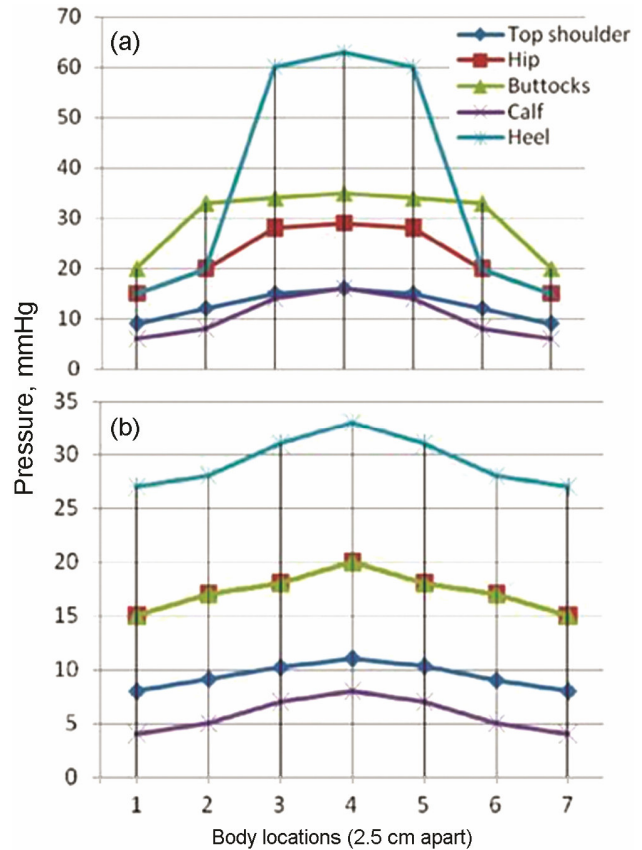 (a)
Top shoulder
Hip
Buttocks
Calf
Heel
70
60
50
40
30
20
10
0
Pressure, mmHg
(b)
35
30
25
20
15
10
5
0
1 2 3 4 5 6 7
Body locations (2.5 cm apart)